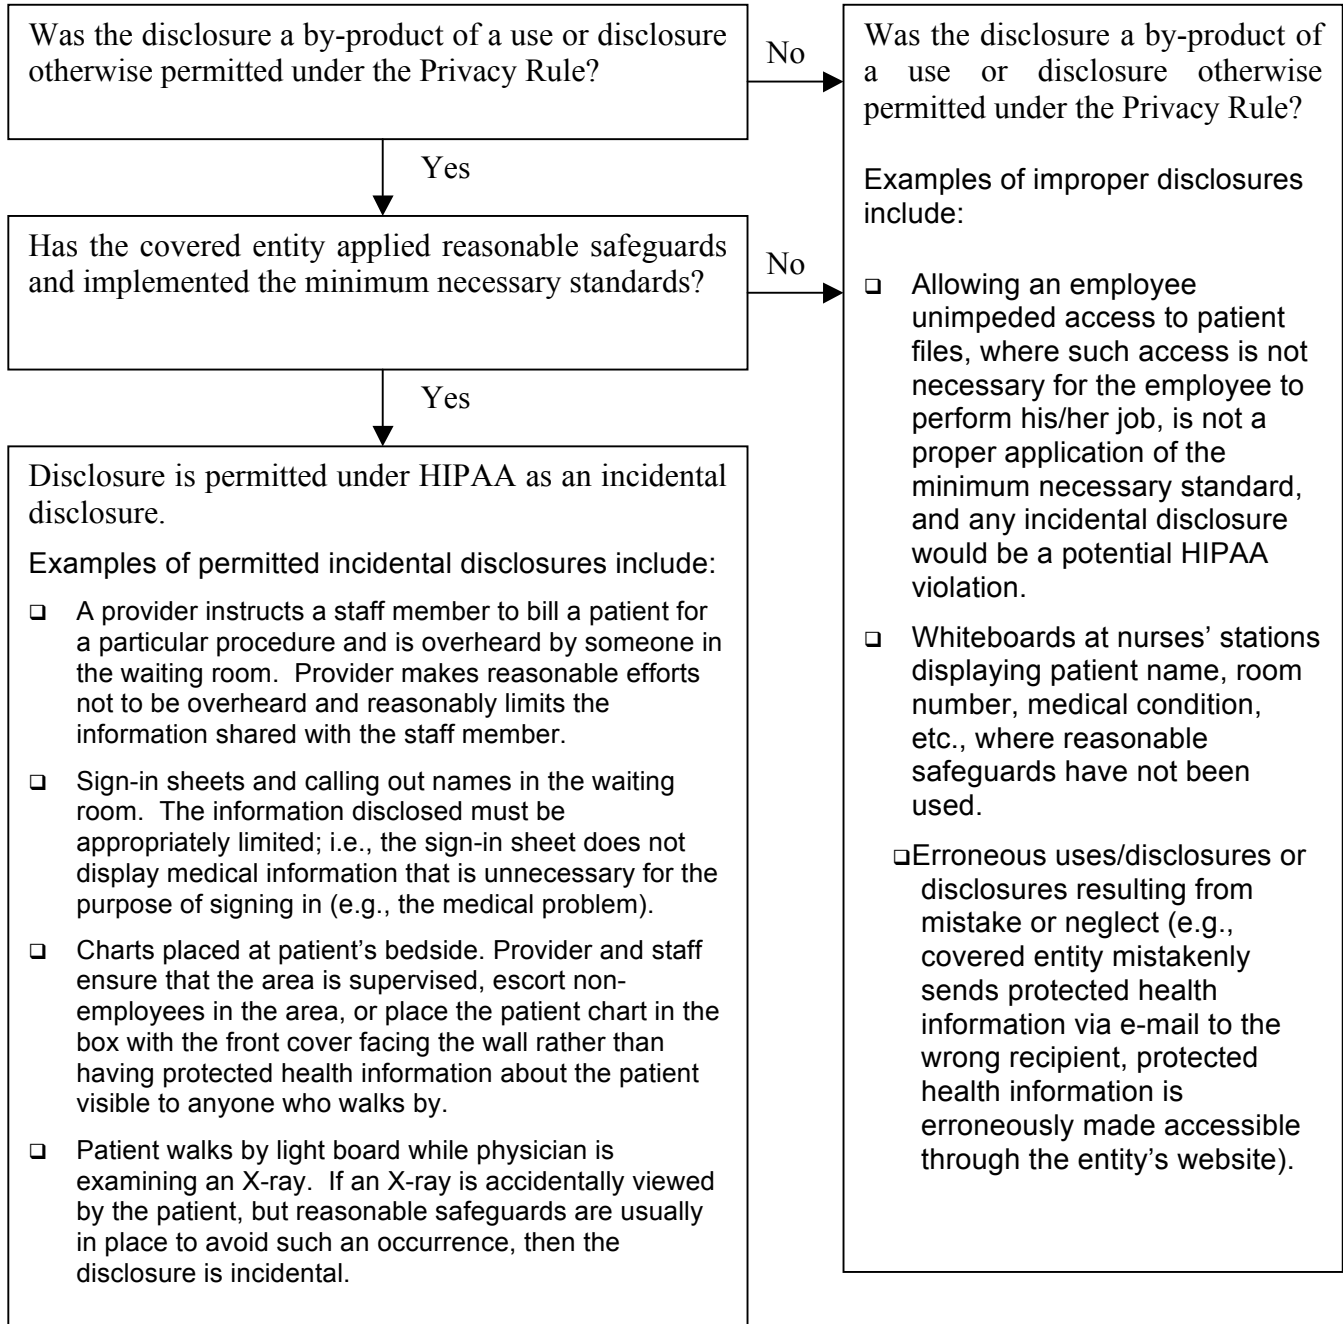 Was the disclosure a by-product of a use or disclosure
otherwise permitted under the Privacy Rule?
No
Yes
Has the covered entity applied reasonable safeguards
and implemented the minimum necessary standards?
No
Yes
Disclosure is permitted under HIPAA as an incidental
disclosure.
Examples of permitted incidental disclosures include:
❑ A provider instructs a staff member to bill a patient for
a particular procedure and is overheard by someone in
the waiting room. Provider makes reasonable efforts
not to be overheard and reasonably limits the
information shared with the staff member.
❑ Sign-in sheets and calling out names in the waiting
room. The information disclosed must be
appropriately limited; i.e., the sign-in sheet does not
display medical information that is unnecessary for the
purpose of signing in (e.g., the medical problem).
❑ Charts placed at patient’s bedside. Provider and staff
ensure that the area is supervised, escort non-
employees in the area, or place the patient chart in the
box with the front cover facing the wall rather than
having protected health information about the patient
visible to anyone who walks by.
❑ Patient walks by light board while physician is
examining an X-ray. If an X-ray is accidentally viewed
by the patient, but reasonable safeguards are usually
in place to avoid such an occurrence, then the
disclosure is incidental.
Was the disclosure a by-product of
a use or disclosure otherwise
permitted under the Privacy Rule?
Examples of improper disclosures
include:
❑ Allowing an employee
unimpeded access to patient
files, where such access is not
necessary for the employee to
perform his/her job, is not a
proper application of the
minimum necessary standard,
and any incidental disclosure
would be a potential HIPAA
violation.
❑ Whiteboards at nurses’ stations
displaying patient name, room
number, medical condition,
etc., where reasonable
safeguards have not been
used.
❑Erroneous uses/disclosures or
disclosures resulting from
mistake or neglect (e.g.,
covered entity mistakenly
sends protected health
information via e-mail to the
wrong recipient, protected
health information is
erroneously made accessible
through the entity’s website).